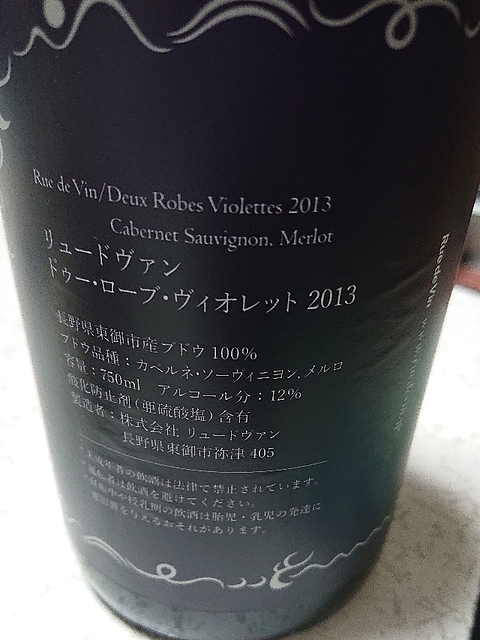 Rue de Vin/Deux Robes Violettes 2013
Cabernet Sauvignon, Merlot
リュードヴァン
ドゥー・ローブ・ヴィオレット 2013
長野県東御市産ブドウ 100%
ブドウ品種：カベルネ・ソーヴィニヨン, メルロ
容量：750ml アルコール分：12%
酸化防止剤(亜硫酸塩)含有
製造者：株式会社 リュードヴァン
長野県東御市祢津 405
・未成年者の飲酒は法律で禁止されています。
・運転者は飲酒を避けてください。
・妊娠中や授乳期の飲酒は胎児・乳児の発達に
悪影響を与えるおそれがあります。
Rue de Vin